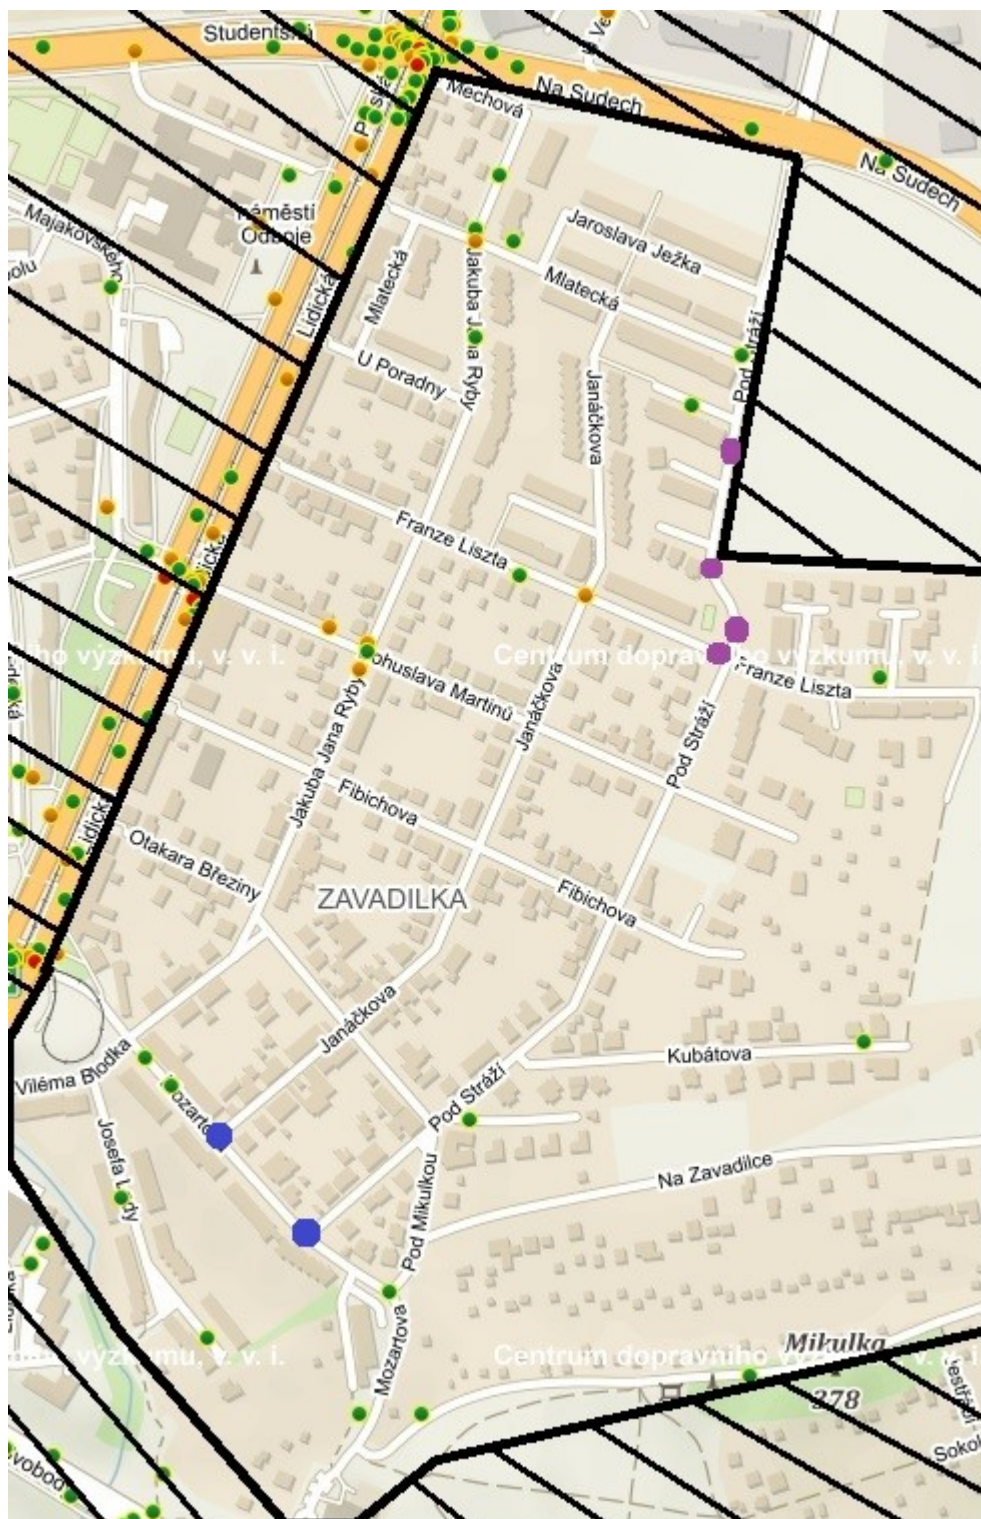 Studentská
Na Sudech
Mechová
Na Sudech
Majakovského
Náměstí
Odboje
Jaroslava Ježka
Mlatecká
Mlatecká
Lidická
Jakuba Jana Ryby
Pod Stráží
U Poradny
Janáčkova
Franze Liszta
Centrum dopravního výzkumu, v. v. i.
Franze Liszta
Bohuslava Martinů
Janáčkova
Jakuba Jana Ryby
Pod Stráží
Fibichova
Lidická
Otakara Březiny
ZAVADILKA
Fibichova
Janáčkova
Viléma Blodka
Kubátova
Pod Stráží
Mozartova
Josefa Lady
Na Zavadilce
Pod Mikulkou
Mozartova
Mikulka
Centrum dopravního výzkumu, v. v. i.
278